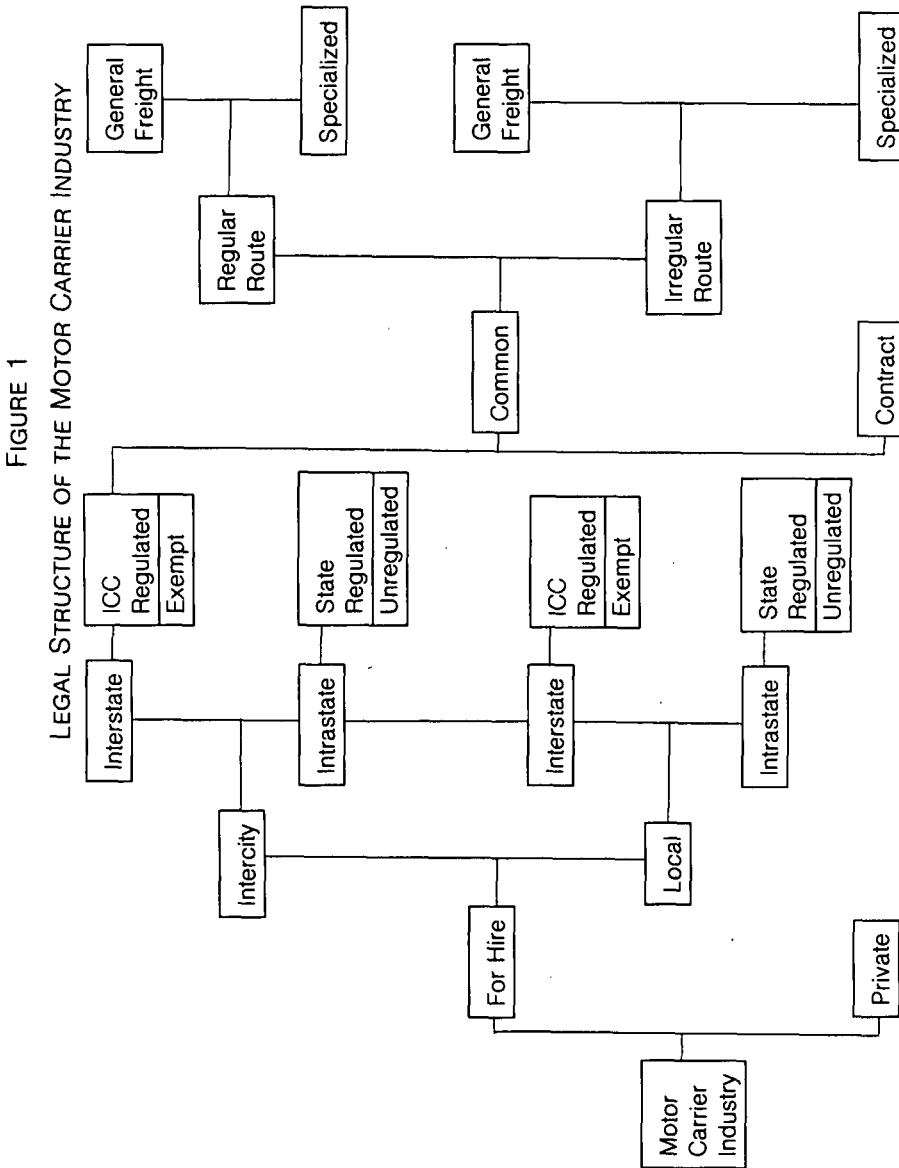 FIGURE 1
LEGAL STRUCTURE OF THE MOTOR CARRIER INDUSTRY
Motor
Carrier
Industry
For Hire
Private
Intercity
Local
Interstate
Intrastate
Interstate
Intrastate
ICC
Regulated
Exempt
State
Regulated
Unregulated
ICC
Regulated
Exempt
State
Regulated
Unregulated
Common
Contract
Regular
Route
Irregular
Route
General
Freight
Specialized
General
Freight
Specialized